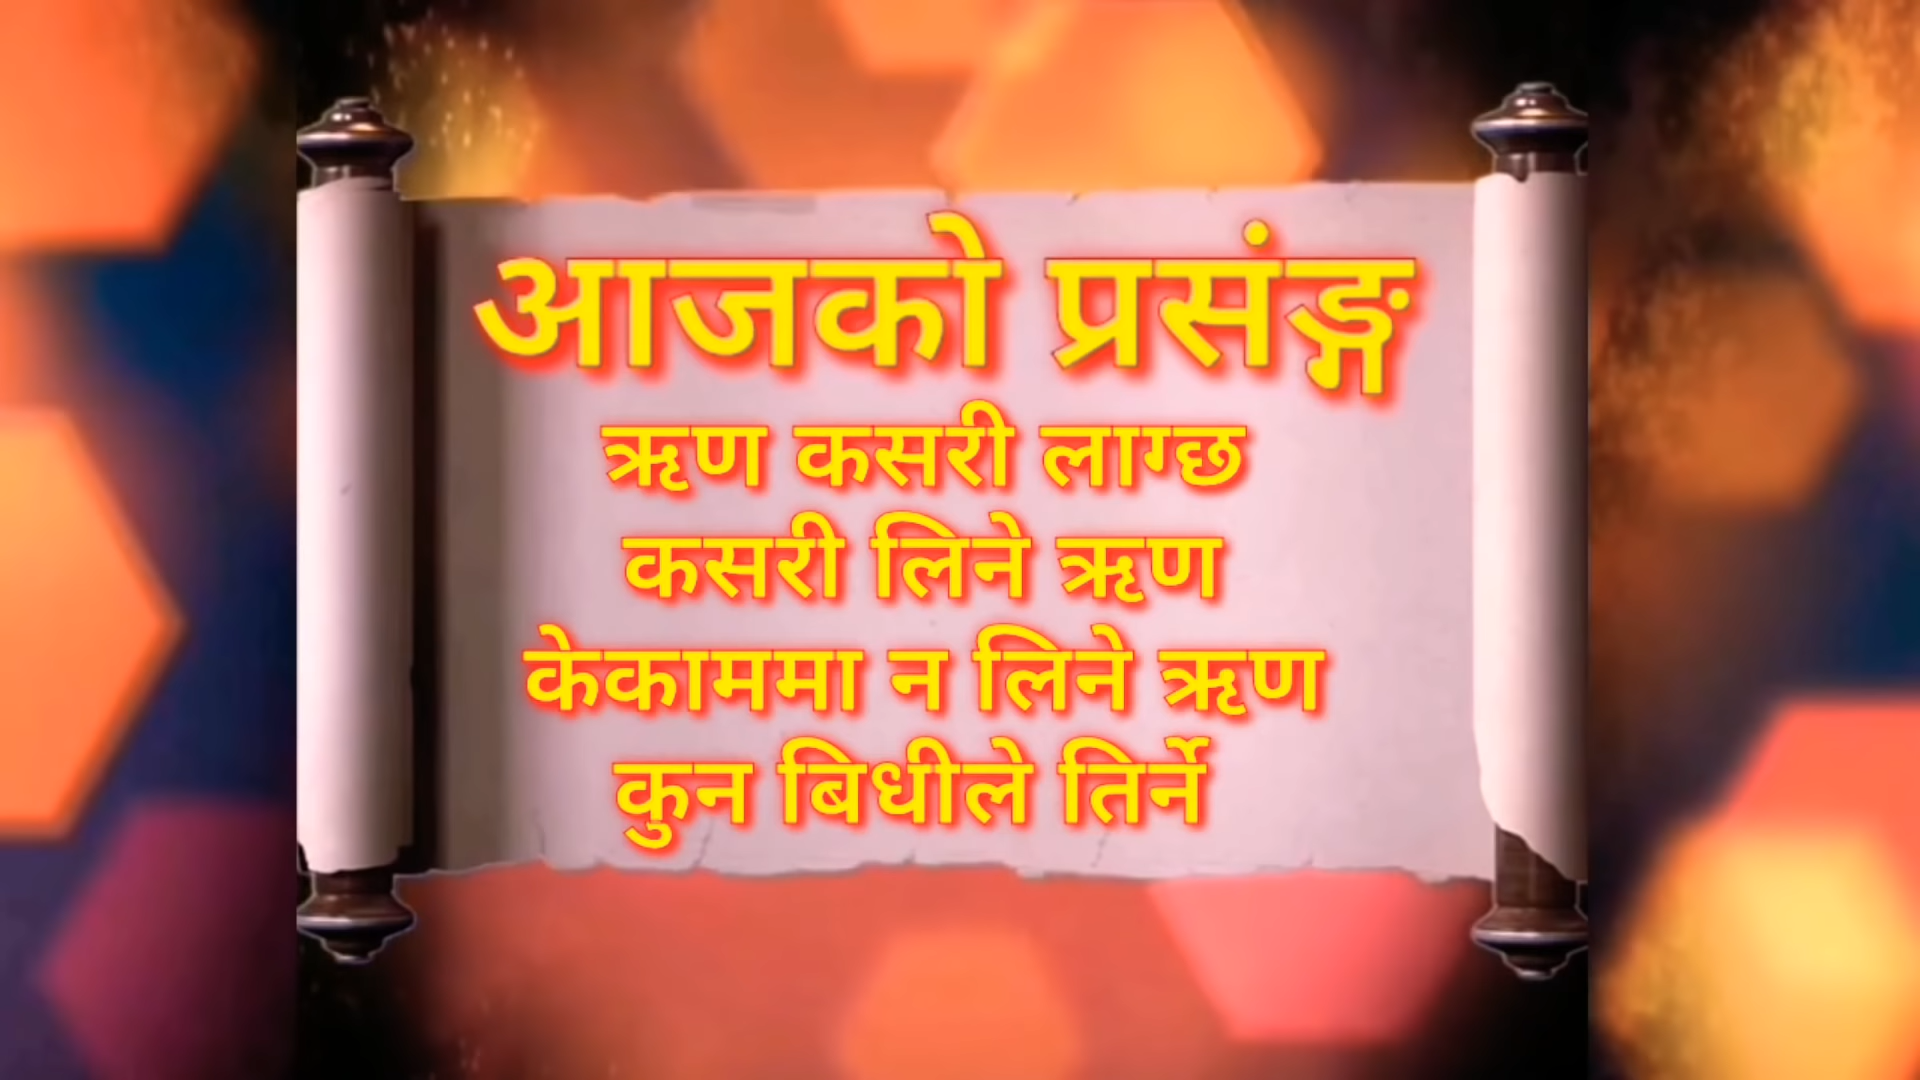 आजको प्रसंङ्ग
ऋण कसरी लाग्छ
कसरी लिने ऋण
केकाममा न लिने ऋण
कुन बिधीले तिर्ने